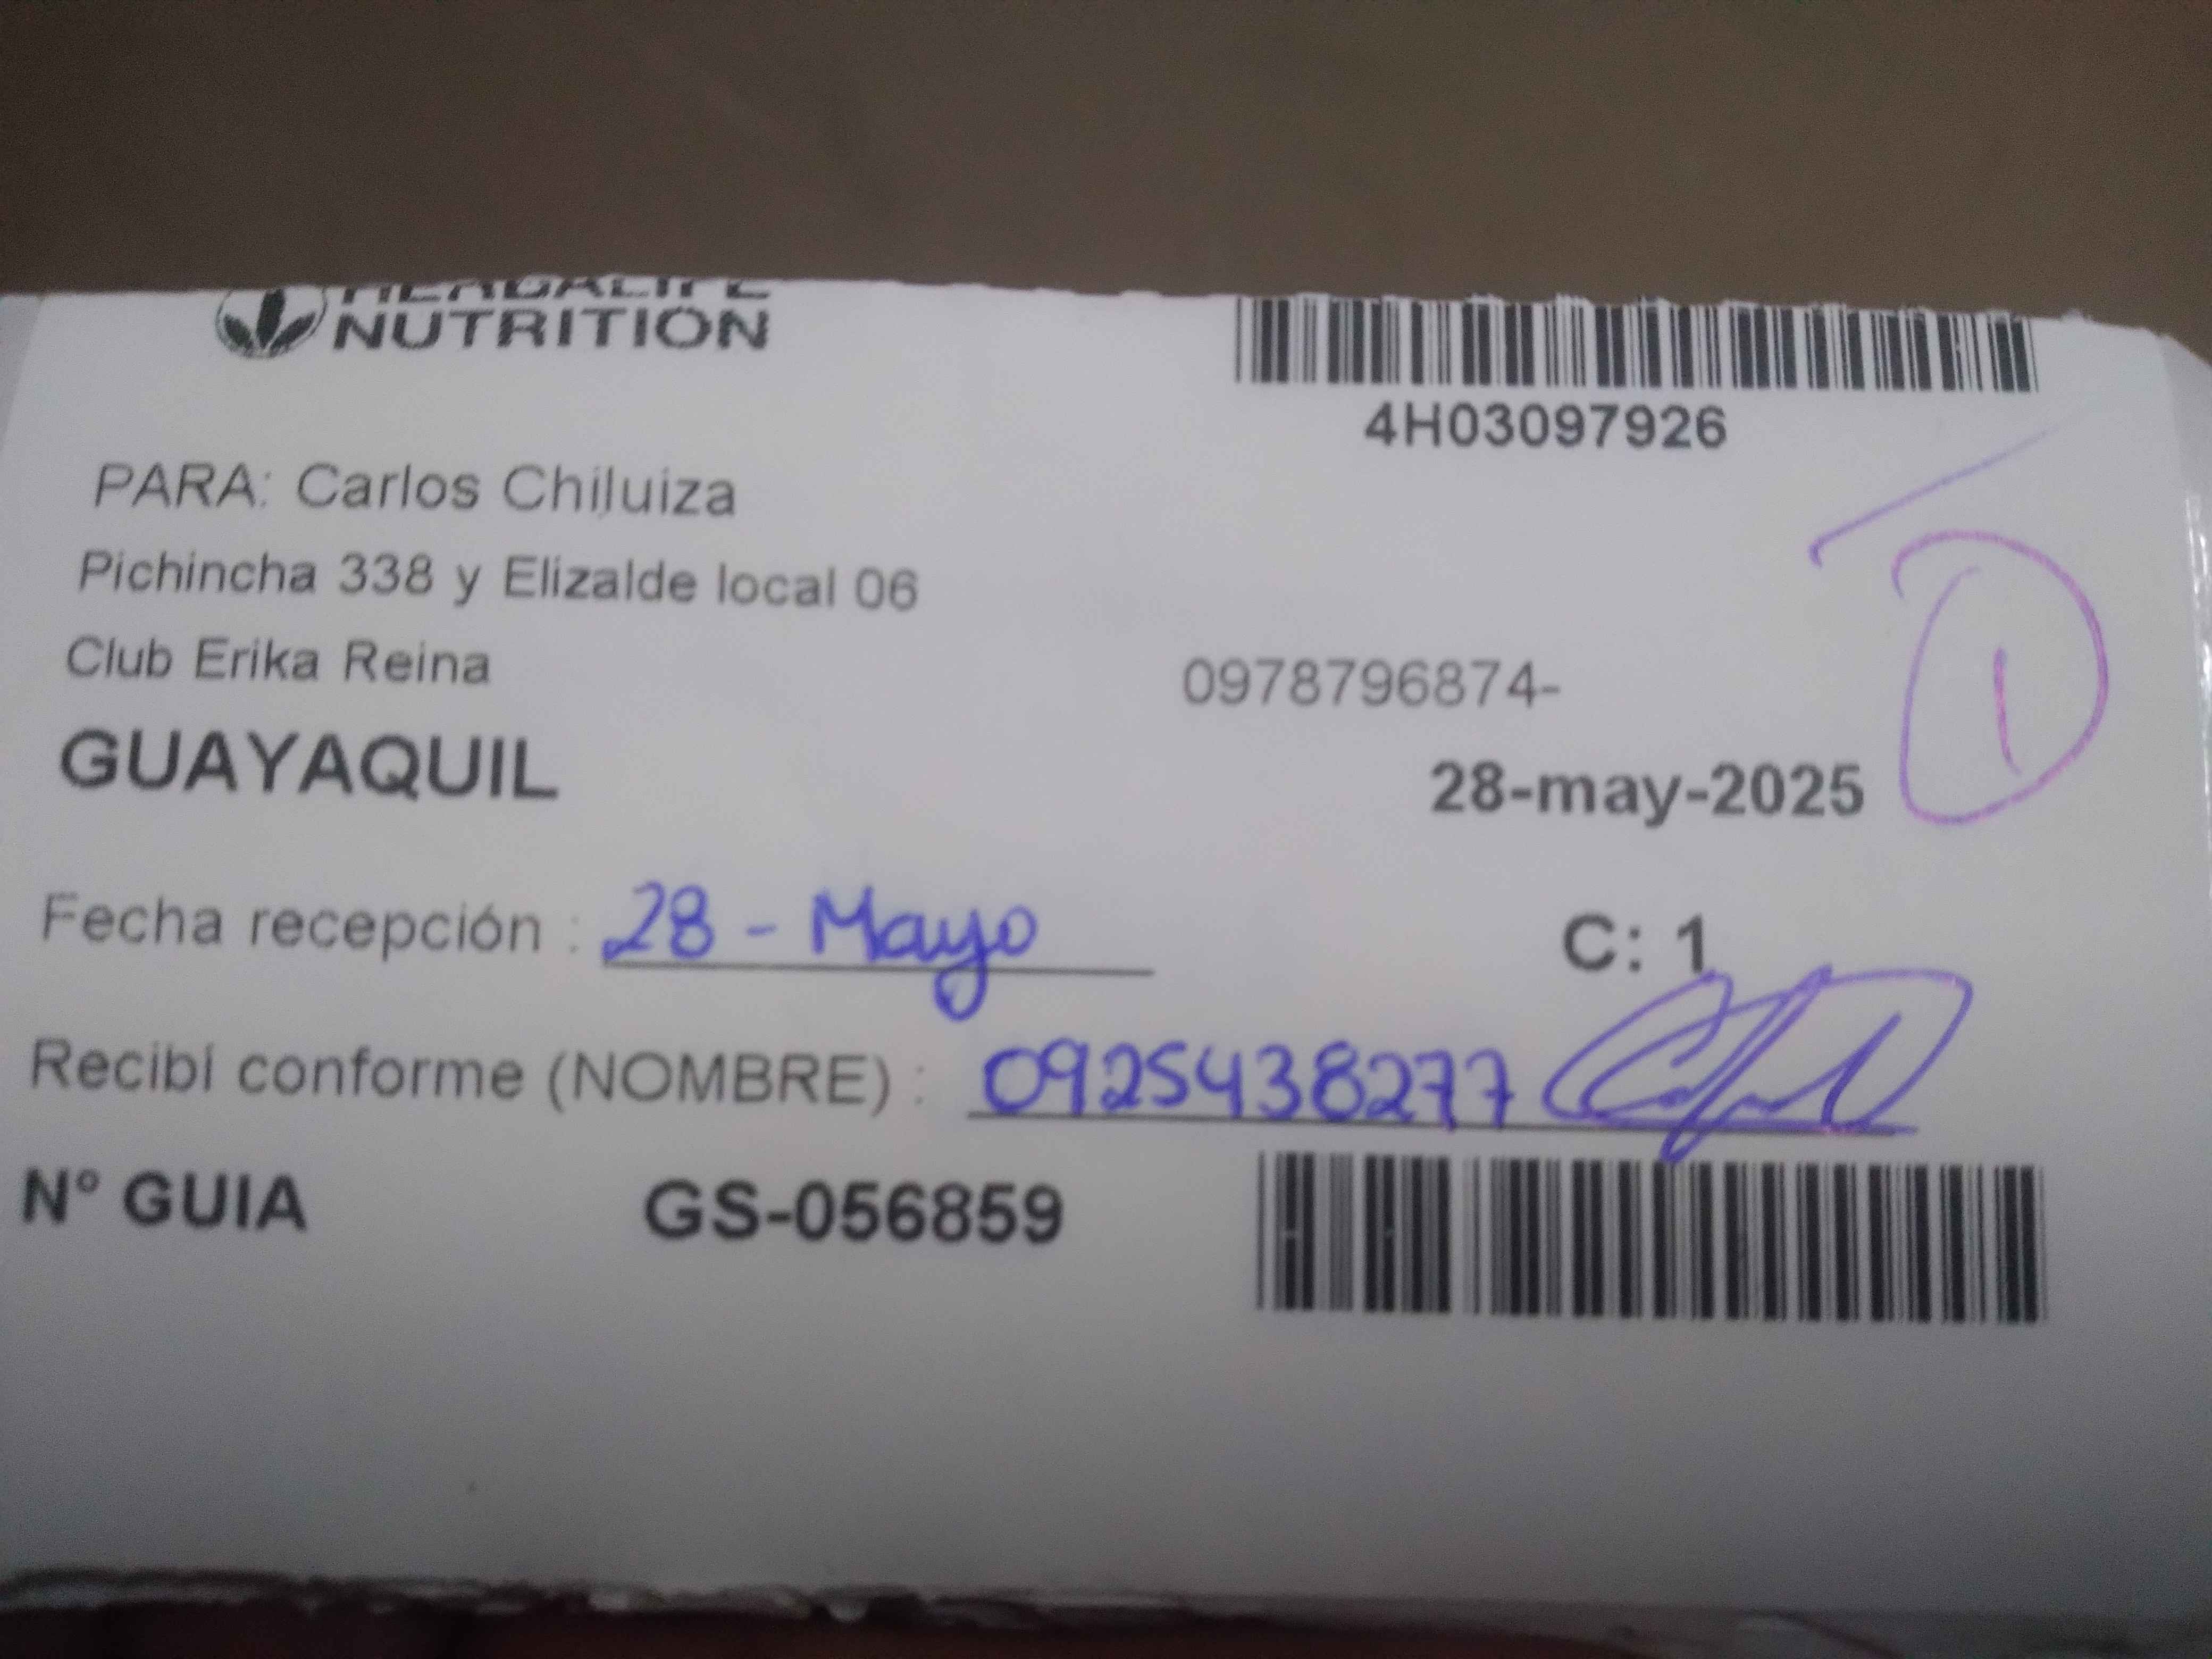 HERBALIFE
NUTRITION
4H03097926
PARA: Carlos Chiluiza
Pichincha 338 y Elizalde local 06
Club Erika Reina
0978796874-
GUAYAQUIL
28-may-2025
1
Fecha recepción : 28 - Mayo
C: 1
Recibí conforme (NOMBRE) : 0925438277
N° GUIA GS-056859